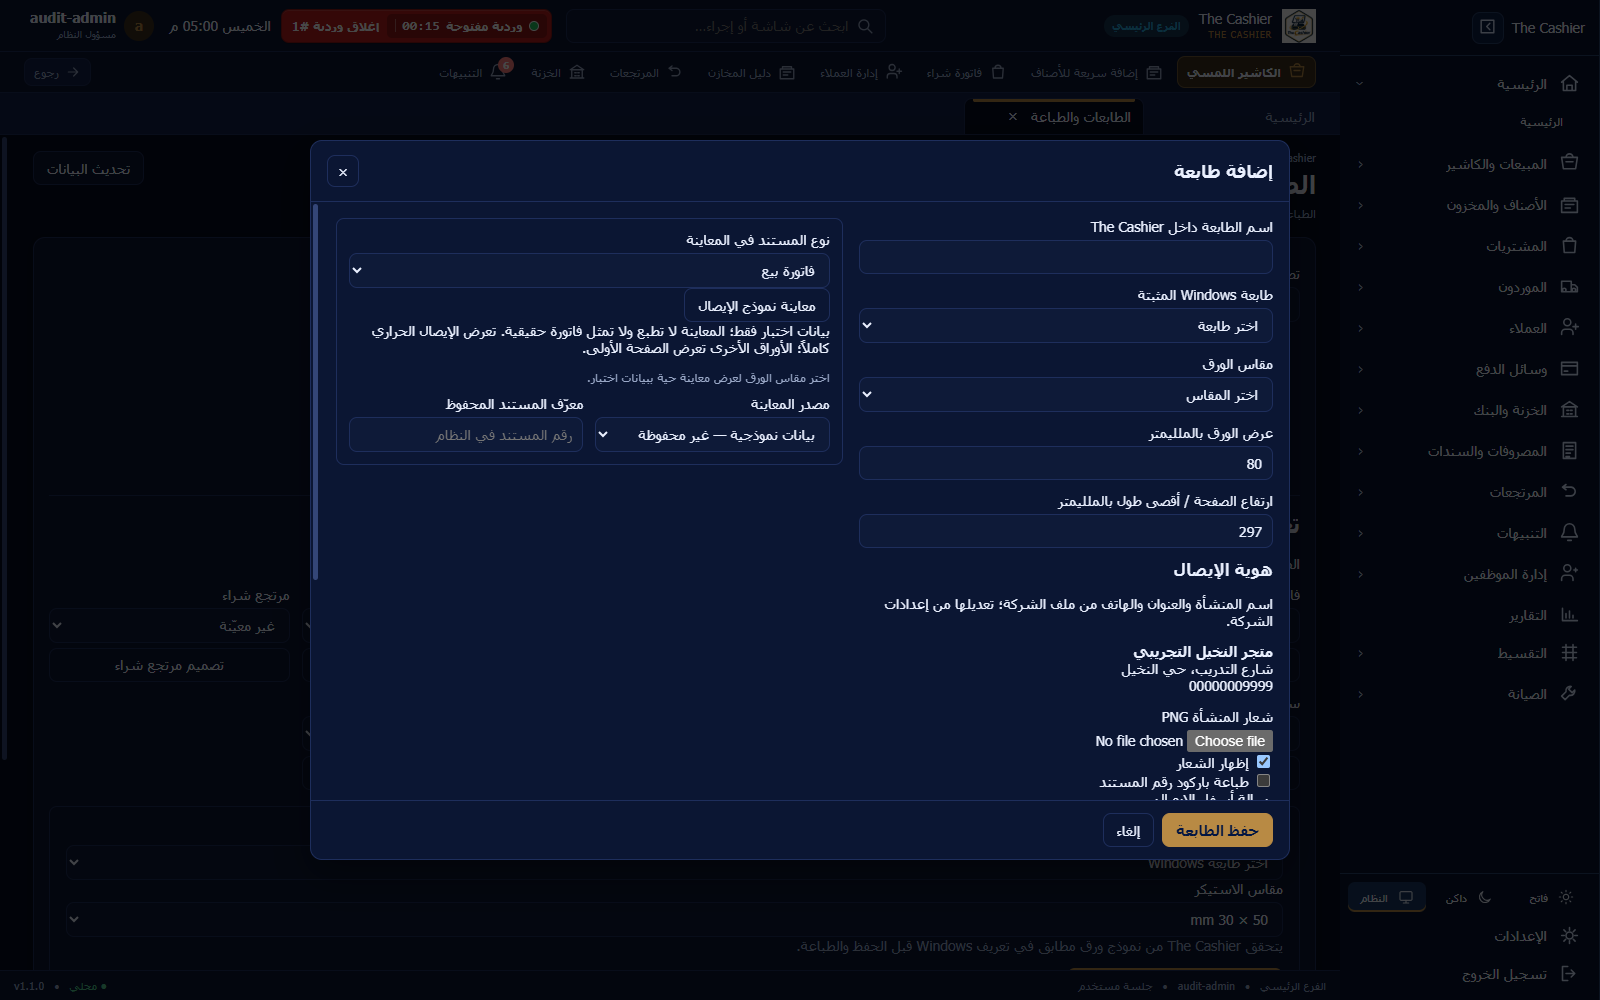 The Cashier
الرئيسية
الرئيسية
المبيعات والكاشير
الأصناف والمخزون
المشتريات
الموردون
العملاء
وسائل الدفع
الخزنة والبنك
المصروفات والسندات
المرتجعات
التنبيهات
إدارة الموظفين
التقارير
التقسيط
الصيانة
فاتح
داكن
النظام
الإعدادات
تسجيل الخروج
The Cashier
THE CASHIER
الفرع الرئيسي
ابحث عن شاشة أو إجراء...
وردية مفتوحة 00:15
إغلاق وردية #1
الخميس 05:00 م
a
audit-admin
مسؤول النظام
الكاشير اللمسي
إضافة سريعة للأصناف
فاتورة شراء
إدارة العملاء
دليل المخازن
المرتجعات
الخزنة
التنبيهات
6
رجوع
الرئيسية
الطابعات والطباعة ×
تحديث البيانات
إضافة طابعة
×
اسم الطابعة داخل The Cashier
طابعة Windows المثبتة
اختر طابعة
مقاس الورق
اختر المقاس
عرض الورق بالملليمتر
80
ارتفاع الصفحة / أقصى طول بالملليمتر
297
هوية الإيصال
اسم المنشأة والعنوان والهاتف من ملف الشركة؛ تعديلها من إعدادات
الشركة.
متجر النخيل التجريبي
شارع التدريب، حي النخيل
00000009999
شعار المنشأة PNG
Choose file No file chosen
إظهار الشعار
طباعة باركود رقم المستند
نوع المستند في المعاينة
فاتورة بيع
معاينة نموذج الإيصال
بيانات اختبار فقط؛ المعاينة لا تطبع ولا تمثل فاتورة حقيقية. تعرض الإيصال الحراري
كاملاً؛ الأوراق الأخرى تعرض الصفحة الأولى.
اختر مقاس الورق لعرض معاينة حية ببيانات اختبار.
مصدر المعاينة
بيانات نموذجية — غير محفوظة
معرّف المستند المحفوظ
رقم المستند في النظام
حفظ الطابعة
إلغاء
مرتجع شراء
غير معيّنة
تصميم مرتجع شراء
اختر طابعة Windows
مقاس الاستيكر
50 × 30 mm
يتحقق The Cashier من نموذج ورق مطابق في تعريف Windows قبل الحفظ والطباعة.
الفرع الرئيسي • audit-admin • جلسة مستخدم
محلي • v1.1.0